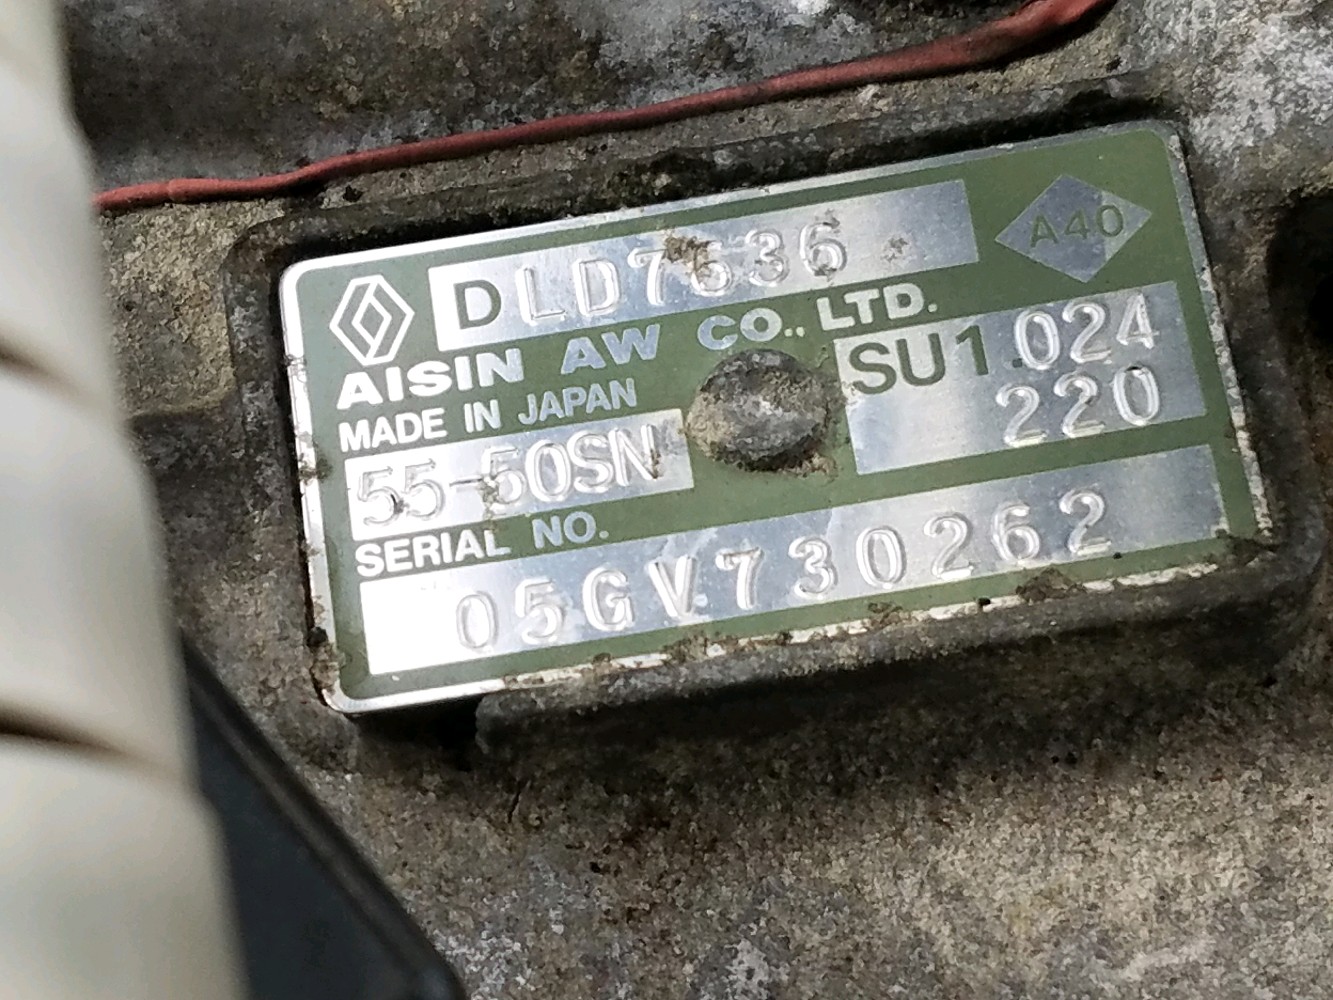 DLD7636
A40
AISIN AW CO., LTD.
MADE IN JAPAN
SU1.024
220
55-50SN
SERIAL NO.
05GV730262